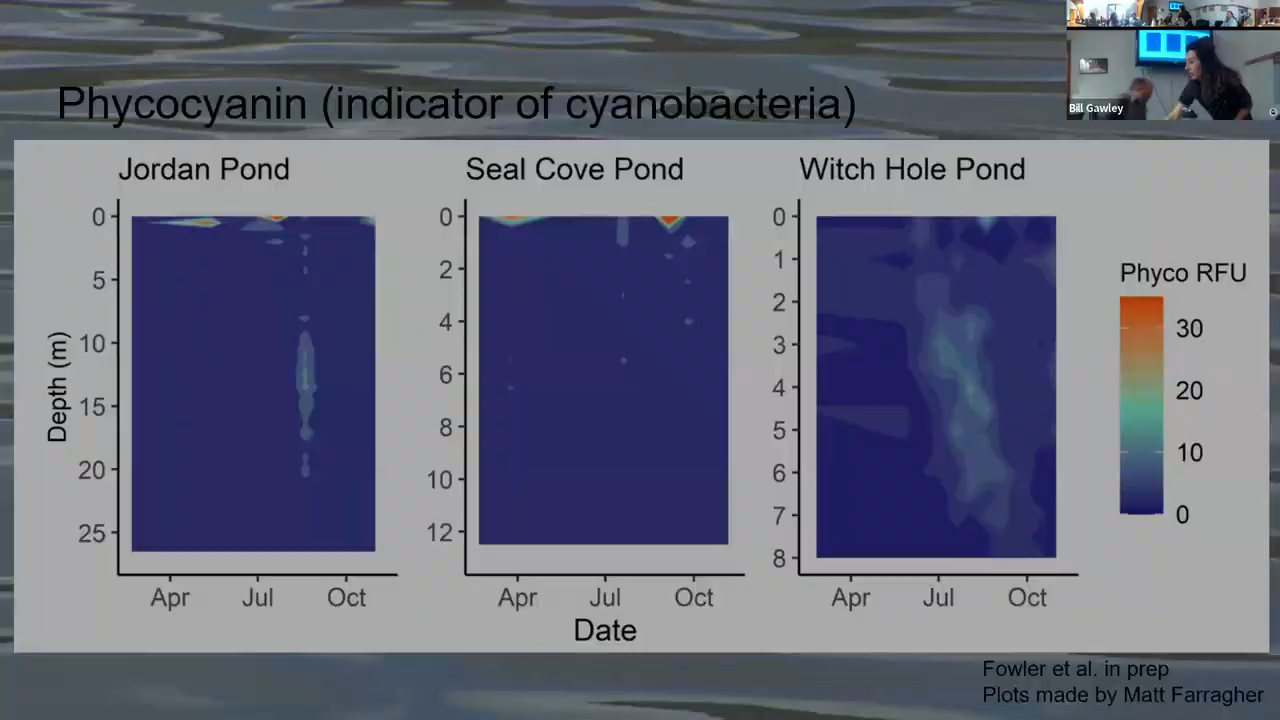 Bill Gawley
Phycocyanin (indicator of cyanobacteria)
Jordan Pond
Seal Cove Pond
Witch Hole Pond
Depth (m)
0
5
10
15
20
25
Apr Jul Oct
0
2
4
6
8
10
12
Apr Jul Oct
0
1
2
3
4
5
6
7
8
Apr Jul Oct
Date
Phyco RFU
30
20
10
0
Fowler et al. in prep
Plots made by Matt Farragher